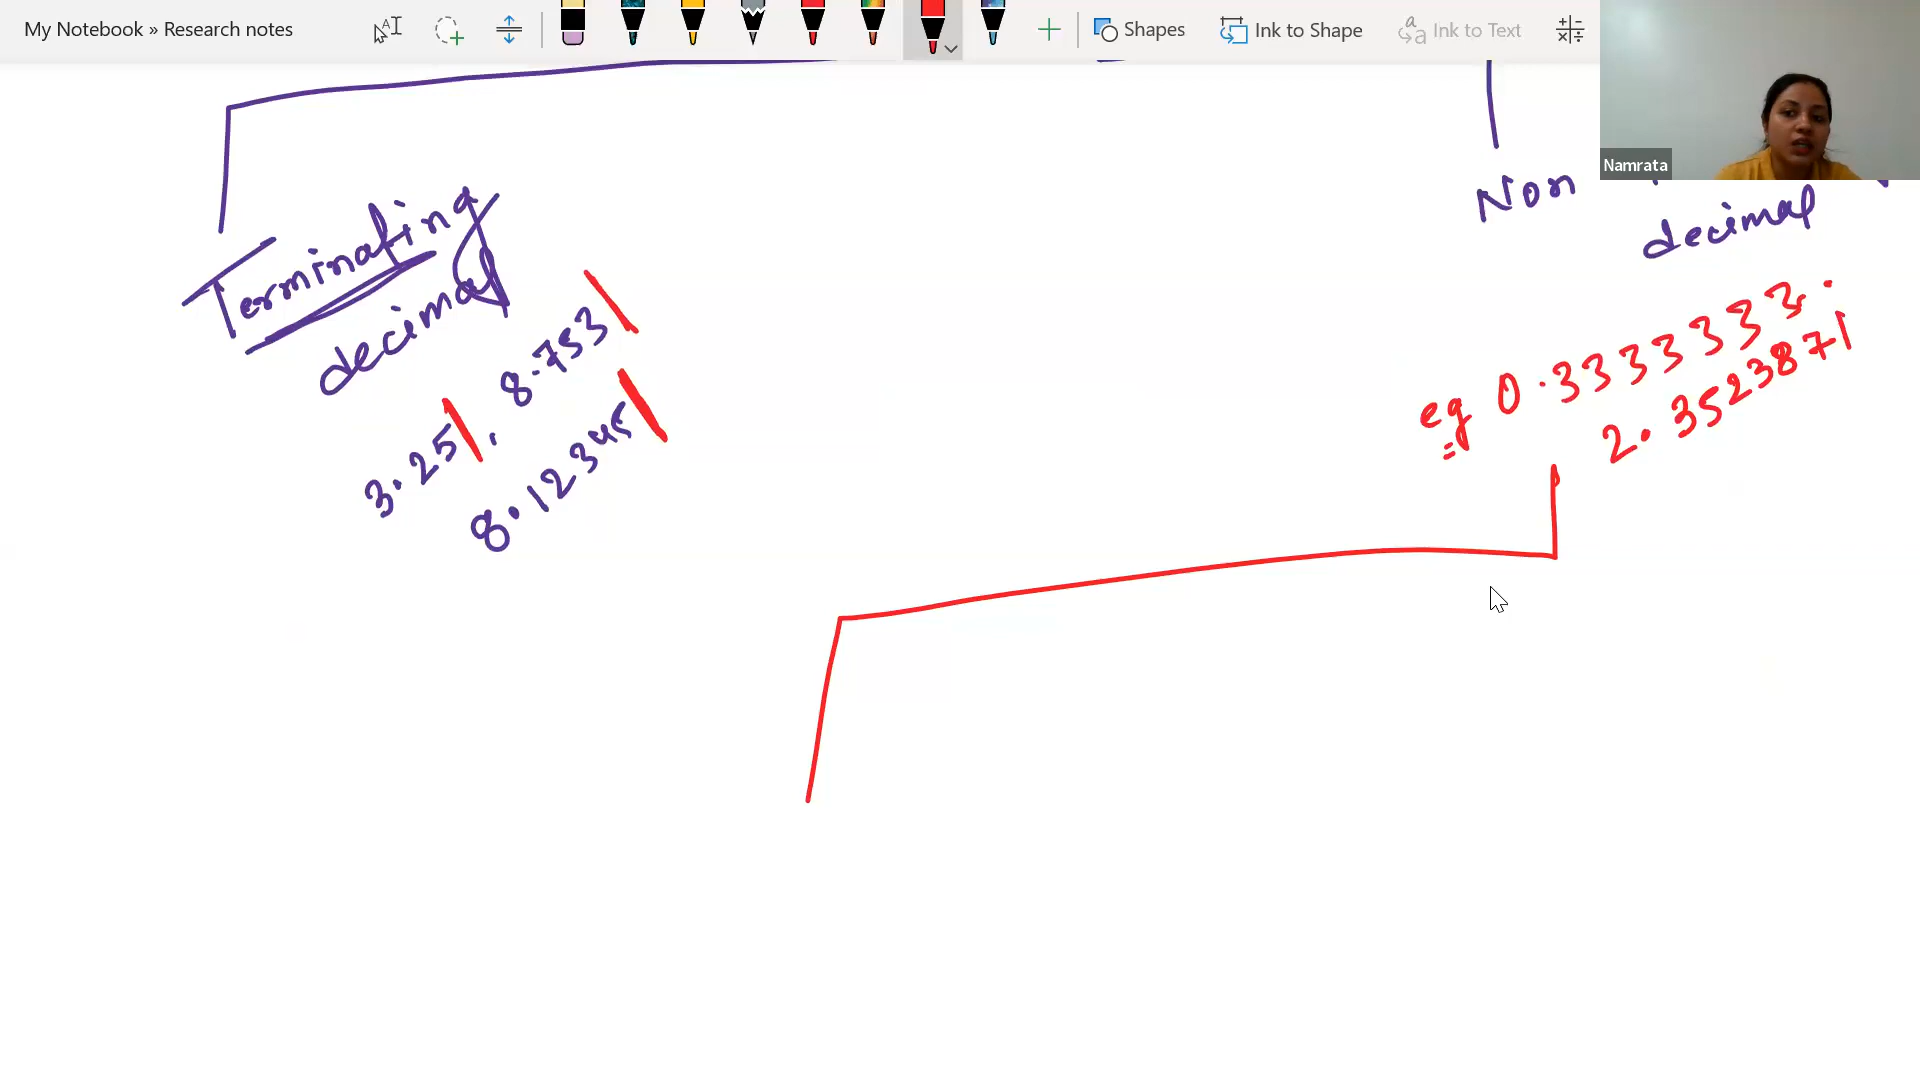 My Notebook » Research notes
Shapes
Ink to Shape
Ink to Text
Namrata
Terminating
decimal
3.25, 8.753
8.12345
Non
decimal
eg 0.3333333..
2.3523871